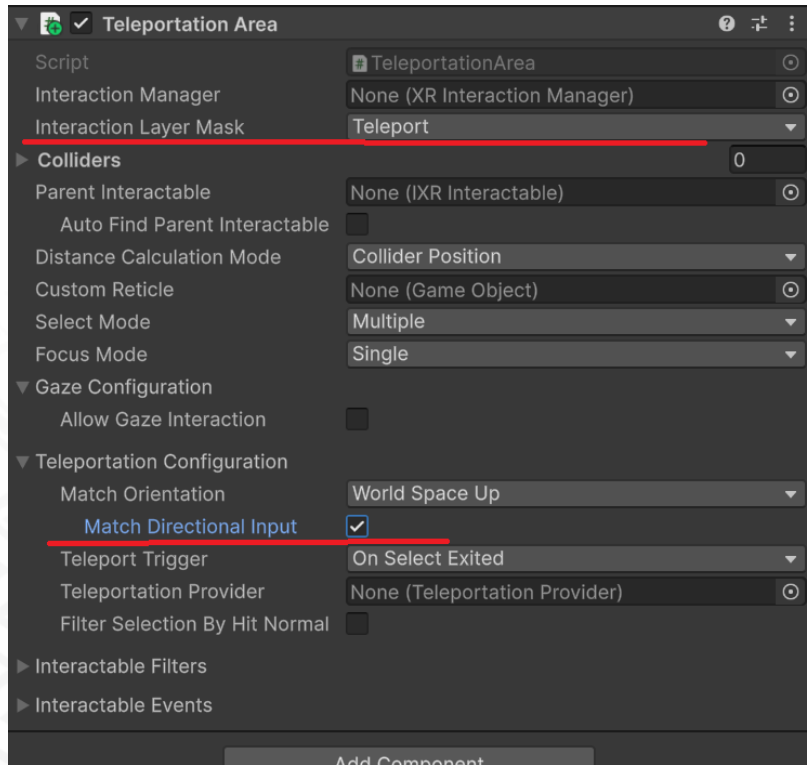 Teleportation Area
Script TeleportationArea
Interaction Manager None (XR Interaction Manager)
Interaction Layer Mask Teleport
Colliders 0
Parent Interactable None (IXR Interactable)
Auto Find Parent Interactable
Distance Calculation Mode Collider Position
Custom Reticle None (Game Object)
Select Mode Multiple
Focus Mode Single
Gaze Configuration
Allow Gaze Interaction
Teleportation Configuration
Match Orientation World Space Up
Match Directional Input
Teleport Trigger On Select Exited
Teleportation Provider None (Teleportation Provider)
Filter Selection By Hit Normal
Interactable Filters
Interactable Events
Add Component